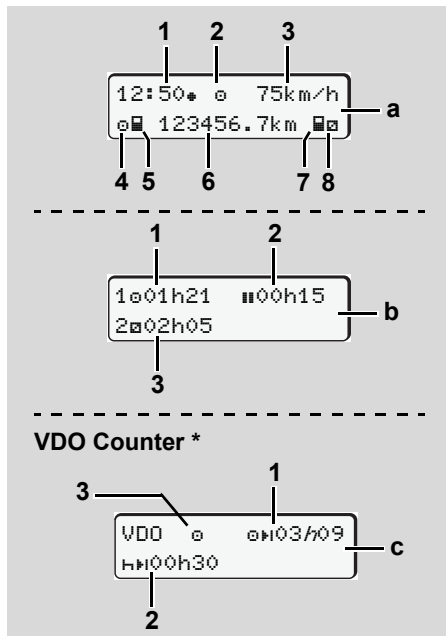 1 2 3
12:50● ⊙ 75km/h
a
⊙ 123456.7km ⧄
4 5 6 7 8
1 2
1⊙01h21 00h15
b
2⧄02h05
3
VDO Counter *
1
3
VDO ⊙ ⊙03h09
c
00h30
2